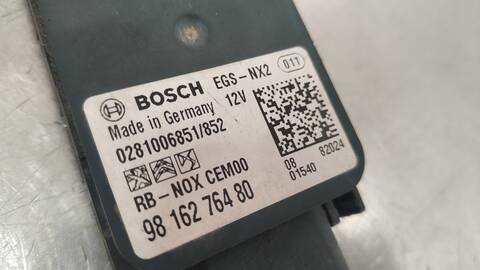 BOSCH EGS-NX2 011
Made in Germany 12V
0281006851/852
RB-NOX CEM00
98 162 764 80
08 82024
01540